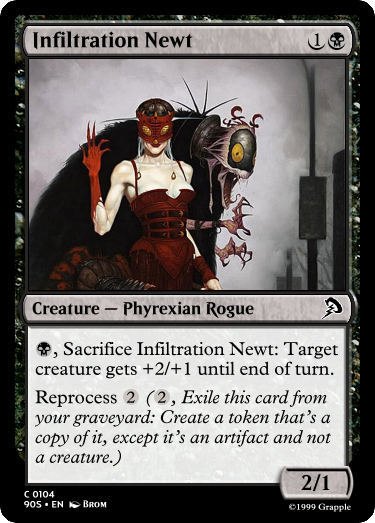 Infiltration Newt 1
Creature — Phyrexian Rogue
, Sacrifice Infiltration Newt: Target
creature gets +2/+1 until end of turn.
Reprocess 2 (2, Exile this card from
your graveyard: Create a token that's a
copy of it, except it's an artifact and not
a creature.)
2/1
C 0104
90S • EN BROM
©1999 Grapple